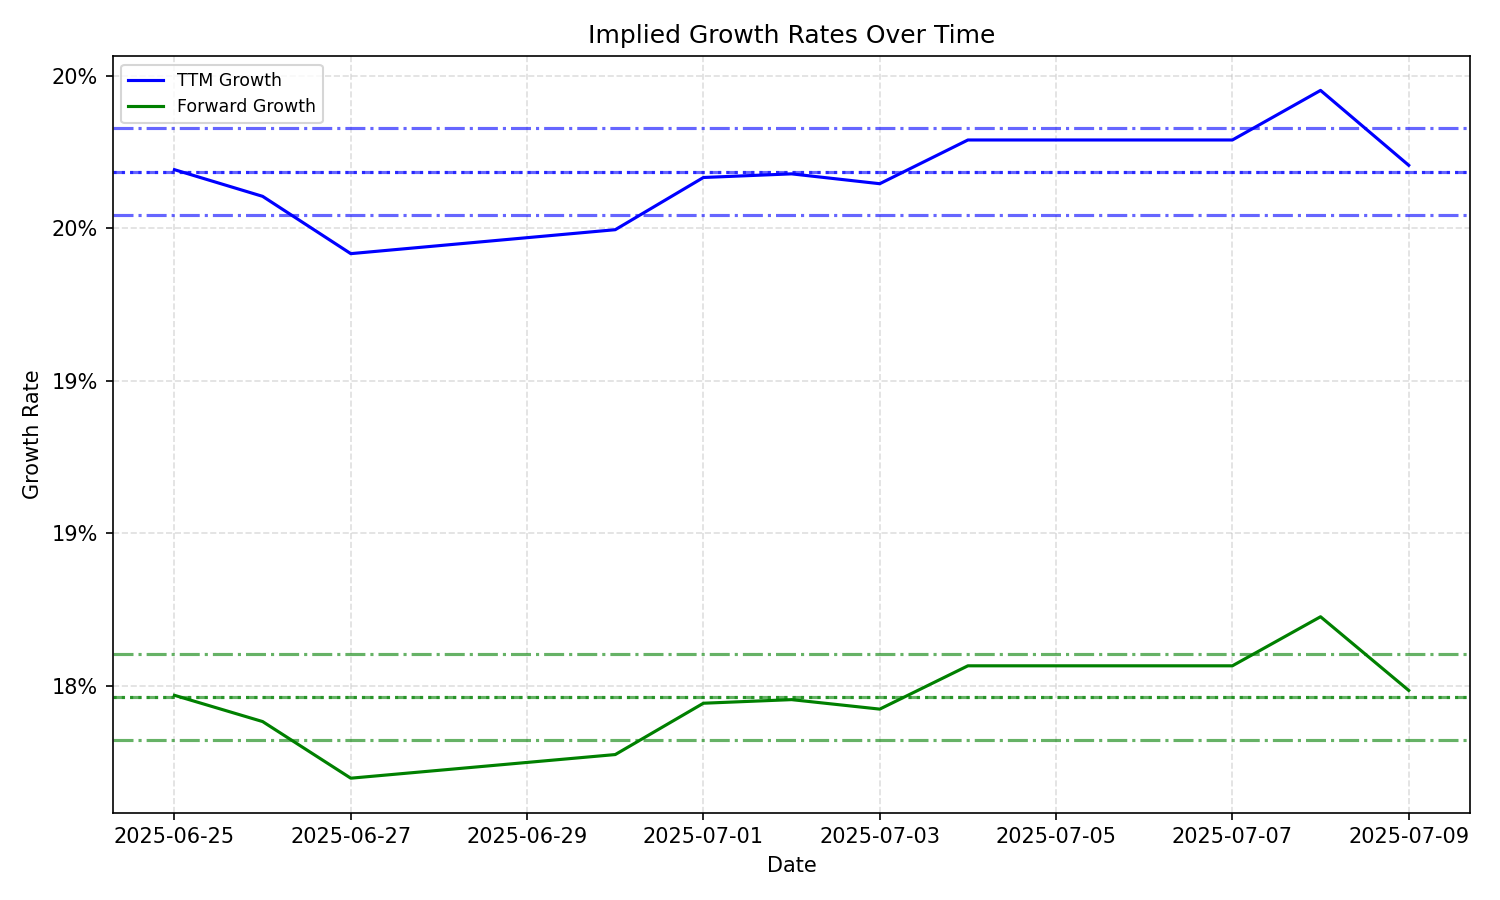 Implied Growth Rates Over Time
TTM Growth
Forward Growth
20%
20%
19%
19%
18%
Growth Rate
2025-06-25
2025-06-27
2025-06-29
2025-07-01
2025-07-03
2025-07-05
2025-07-07
2025-07-09
Date